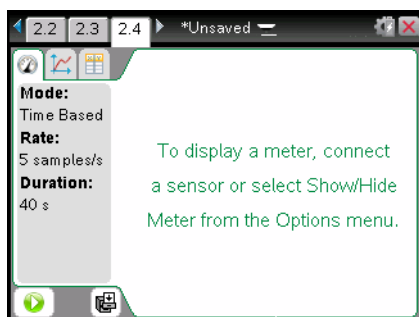 2.2 2.3 2.4 *Unsaved
Mode:
Time Based
Rate:
5 samples/s
Duration:
40 s
To display a meter, connect
a sensor or select Show/Hide
Meter from the Options menu.